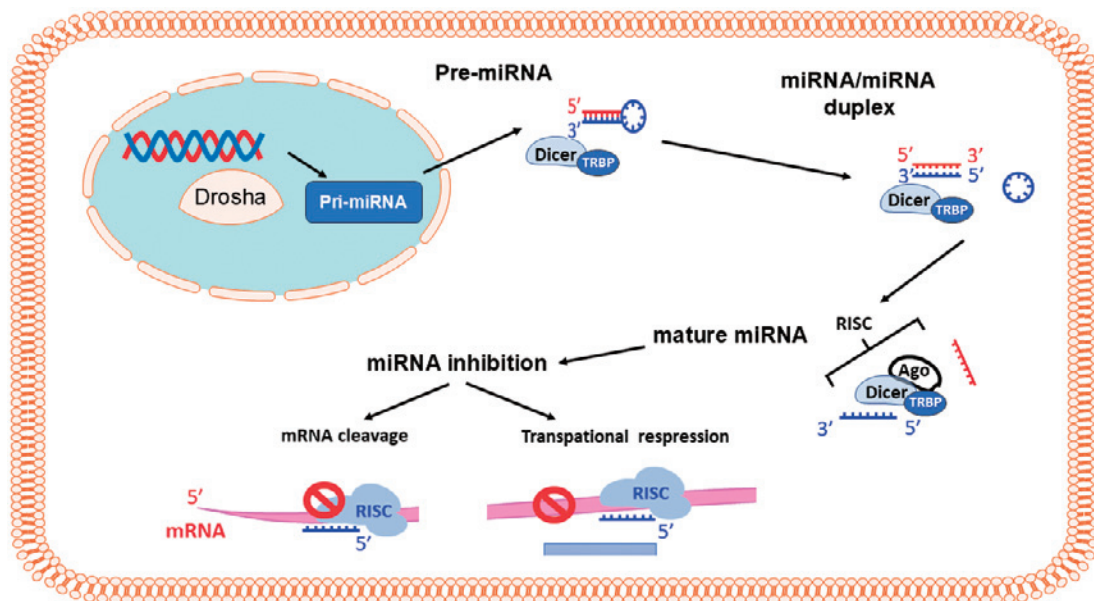 Pre-miRNA
miRNA/miRNA
duplex
5′
3′
Dicer
TRBP
Drosha
Pri-miRNA
5′ 3′
3′ 5′
Dicer
TRBP
RISC
mature miRNA
miRNA inhibition
Ago
Dicer
TRBP
3′ 5′
mRNA cleavage
Transpational respression
5′
RISC
mRNA
5′
RISC
5′